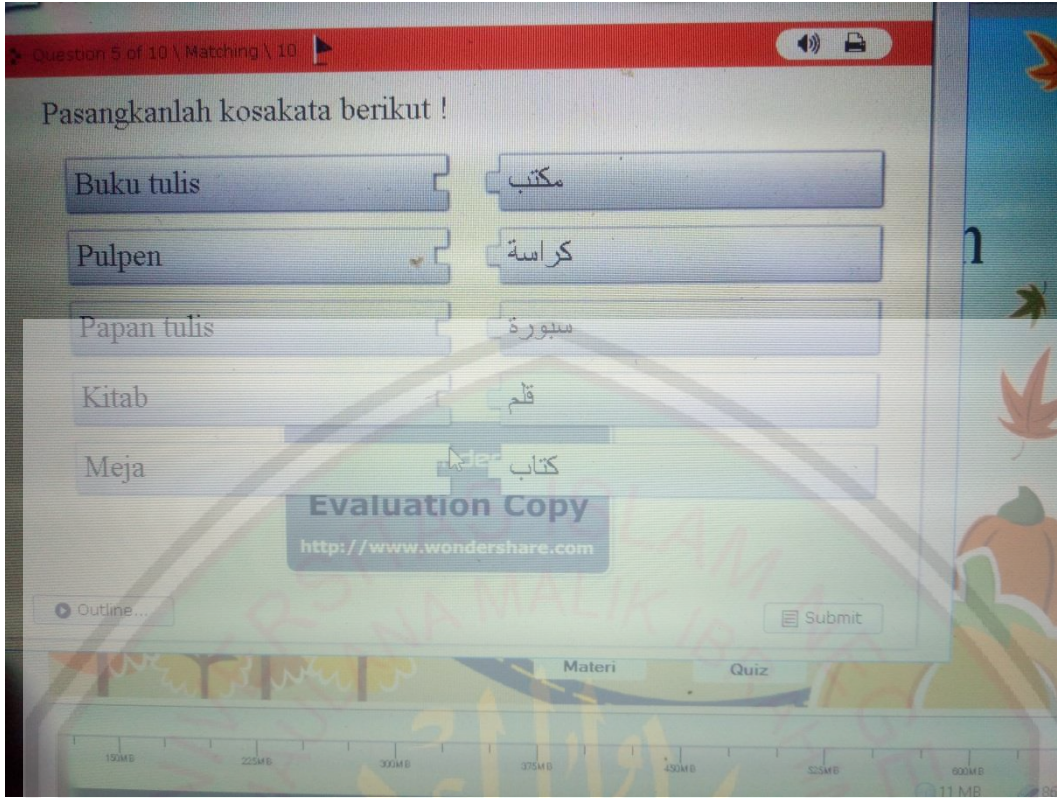 Question 5 of 10 \ Matching \ 10
Pasangkanlah kosakata berikut !
Buku tulis
مكتب
Pulpen
كراسة
Papan tulis
سبورة
Kitab
قلم
Meja
كتاب
Evaluation Copy
http://www.wondershare.com
Outline...
Submit
Materi
Quiz
150MB 225MB 300MB 375MB 450MB 525MB 600MB
11 MB